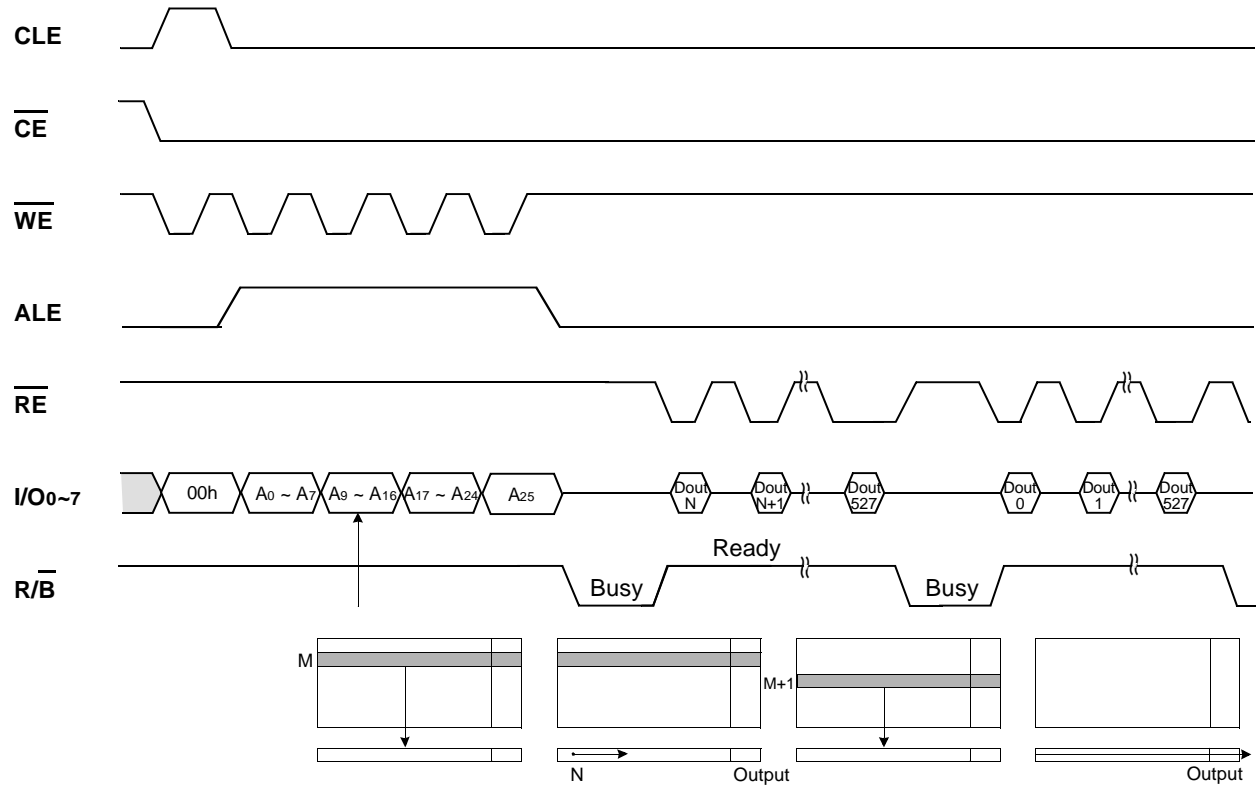 CLE
CE
WE
ALE
RE
I/O0~7
00h
A0 ~ A7
A9 ~ A16
A17 ~ A24
A25
Dout
N
Dout
N+1
Dout
527
Dout
0
Dout
1
Dout
527
R/B
Busy
Ready
Busy
M
M+1
N
Output
Output